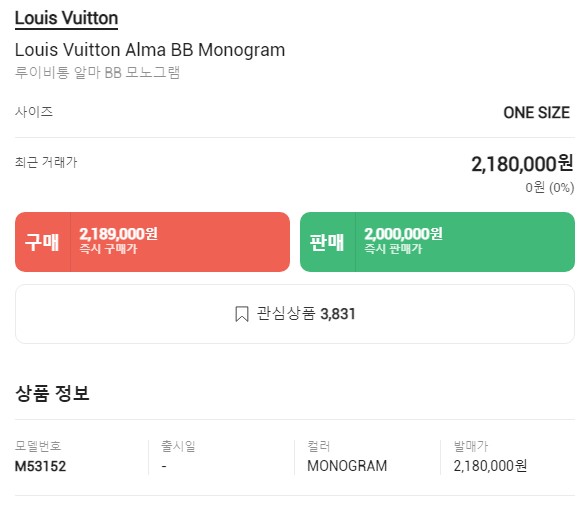 Louis Vuitton
Louis Vuitton Alma BB Monogram
루이비통 알마 BB 모노그램
사이즈 ONE SIZE
최근 거래가 2,180,000원
0원 (0%)
구매 2,189,000원 즉시 구매가
판매 2,000,000원 즉시 판매가
관심상품 3,831
상품 정보
모델번호 출시일 컬러 발매가
M53152 - MONOGRAM 2,180,000원